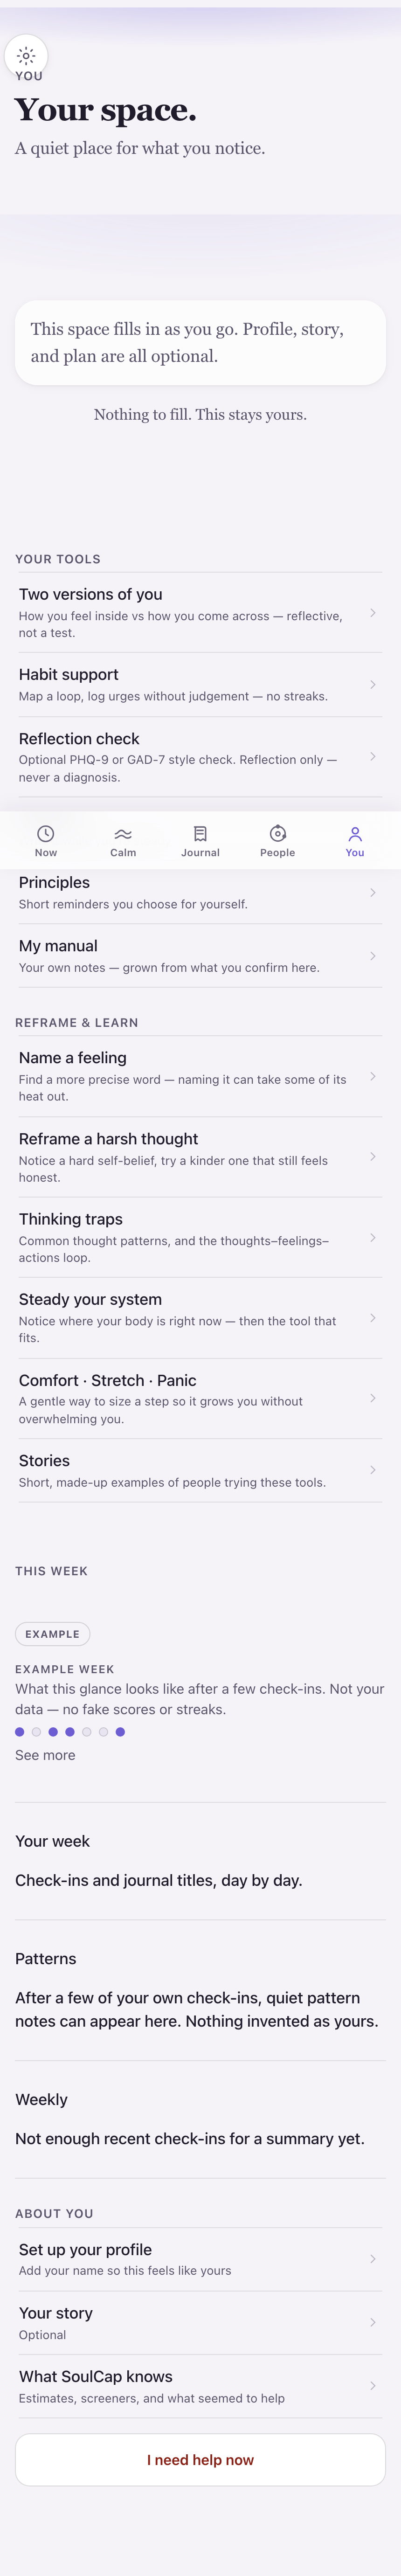 YOU
Your space.
A quiet place for what you notice.
This space fills in as you go. Profile, story,
and plan are all optional.
Nothing to fill. This stays yours.
YOUR TOOLS
Two versions of you
How you feel inside vs how you come across — reflective,
not a test.
Habit support
Map a loop, log urges without judgement — no streaks.
Reflection check
Optional PHQ-9 or GAD-7 style check. Reflection only —
never a diagnosis.
Now
Calm
Journal
People
You
Principles
Short reminders you choose for yourself.
My manual
Your own notes — grown from what you confirm here.
REFRAME & LEARN
Name a feeling
Find a more precise word — naming it can take some of its
heat out.
Reframe a harsh thought
Notice a hard self-belief, try a kinder one that still feels
honest.
Thinking traps
Common thought patterns, and the thoughts–feelings–
actions loop.
Steady your system
Notice where your body is right now — then the tool that
fits.
Comfort · Stretch · Panic
A gentle way to size a step so it grows you without
overwhelming you.
Stories
Short, made-up examples of people trying these tools.
THIS WEEK
EXAMPLE
EXAMPLE WEEK
What this glance looks like after a few check-ins. Not your
data — no fake scores or streaks.
See more
Your week
Check-ins and journal titles, day by day.
Patterns
After a few of your own check-ins, quiet pattern
notes can appear here. Nothing invented as yours.
Weekly
Not enough recent check-ins for a summary yet.
ABOUT YOU
Set up your profile
Add your name so this feels like yours
Your story
Optional
What SoulCap knows
Estimates, screeners, and what seemed to help
I need help now